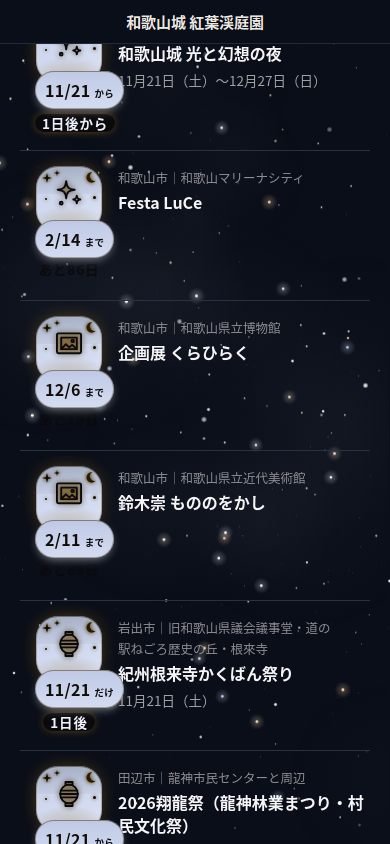 和歌山城 紅葉渓庭園
和歌山城 光と幻想の夜
11月21日（土）〜12月27日（日）
11/21 から
1日後から
和歌山市｜和歌山マリーナシティ
Festa LuCe
2/14 まで
あと86日
和歌山市｜和歌山県立博物館
企画展 くらひらく
12/6 まで
和歌山市｜和歌山県立近代美術館
鈴木崇 もののをかし
2/11 まで
岩出市｜旧和歌山県議会議事堂・道の
駅ねごろ歴史の丘・根來寺
紀州根来寺かくばん祭り
11月21日（土）
11/21 だけ
1日後
田辺市｜龍神市民センターと周辺
2026翔龍祭（龍神林業まつり・村
民文化祭）
11/21 から